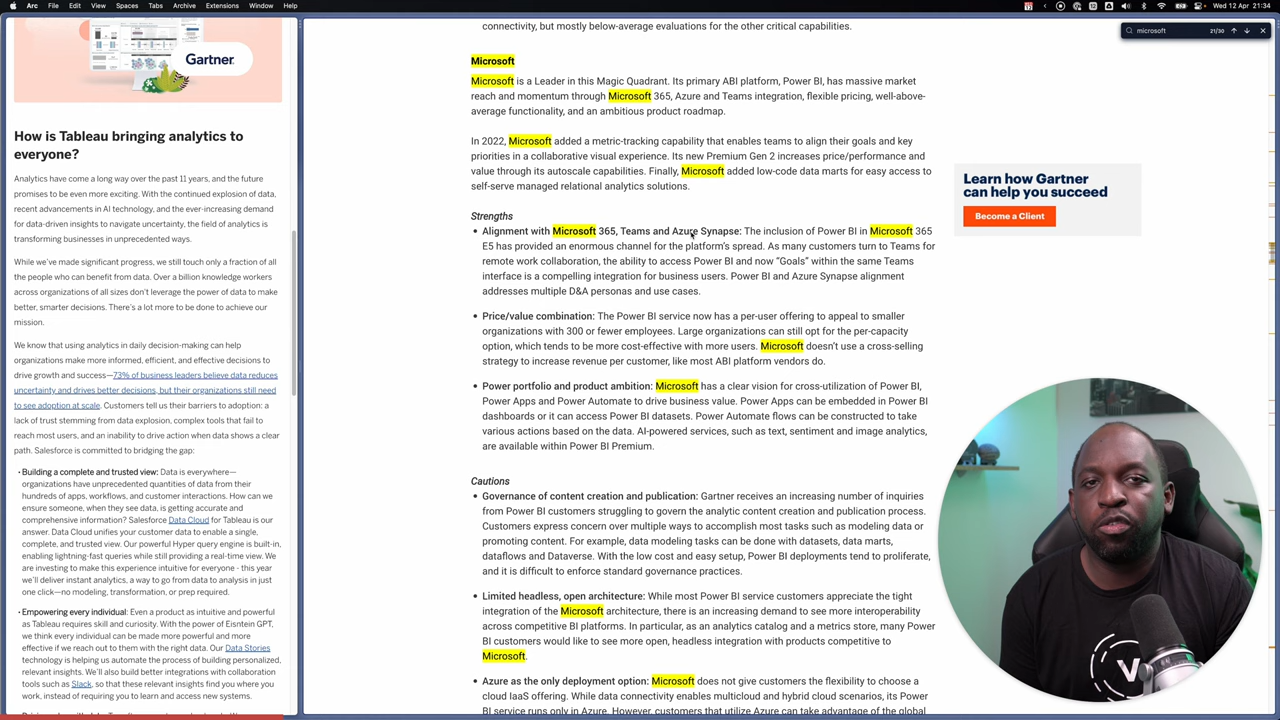 Arc File Edit View Spaces Tabs Archive Extensions Window Help
Wed 12 Apr 21:34
Gartner
How is Tableau bringing analytics to
everyone?
Analytics have come a long way over the past 11 years, and the future
promises to be even more exciting. With the continued explosion of data,
recent advancements in AI technology, and the ever-increasing demand
for data-driven insights to navigate uncertainty, the field of analytics is
transforming businesses in unprecedented ways.
While we've made significant progress, we still touch only a fraction of all
the people who can benefit from data. Over a billion knowledge workers
across organizations of all sizes don't leverage the power of data to make
better, smarter decisions. There's a lot more to be done to achieve our
mission.
We know that using analytics in daily decision-making can help
organizations make more informed, efficient, and effective decisions to
drive growth and success—73% of business leaders believe data reduces
uncertainty and drives better decisions, but their organizations still need
to see adoption at scale. Customers tell us their barriers to adoption: a
lack of trust stemming from data explosion, complex tools that fail to
reach most users, and an inability to drive action when data shows a clear
path. Salesforce is committed to bridging the gap:
• Building a complete and trusted view: Data is everywhere—
organizations have unprecedented quantities of data from their
hundreds of apps, workflows, and customer interactions. How can we
ensure someone, when they see data, is getting accurate and
comprehensive information? Salesforce Data Cloud for Tableau is our
answer. Data Cloud unifies your customer data to enable a single,
complete, and trusted view. Our powerful Hyper query engine is built-in,
enabling lightning-fast queries while still providing a real-time view. We
are investing to make this experience intuitive for everyone - this year
we'll deliver instant analytics, a way to go from data to analysis in just
one click—no modeling, transformation, or prep required.
• Empowering every individual: Even a product as intuitive and powerful
as Tableau requires skill and curiosity. With the power of Eisntein GPT,
we think every individual can be made more powerful and more
effective if we reach out to them with the right data. Our Data Stories
technology is helping us automate the process of building personalized,
relevant insights. We'll also build better integrations with collaboration
tools such as Slack, so that these relevant insights find you where you
work, instead of requiring you to learn and access new systems.
connectivity, but mostly below-average evaluations for the other critical capabilities.
Microsoft
Microsoft is a Leader in this Magic Quadrant. Its primary ABI platform, Power BI, has massive market
reach and momentum through Microsoft 365, Azure and Teams integration, flexible pricing, well-above-
average functionality, and an ambitious product roadmap.
In 2022, Microsoft added a metric-tracking capability that enables teams to align their goals and key
priorities in a collaborative visual experience. Its new Premium Gen 2 increases price/performance and
value through its autoscale capabilities. Finally, Microsoft added low-code data marts for easy access to
self-serve managed relational analytics solutions.
Strengths
• Alignment with Microsoft 365, Teams and Azure Synapse: The inclusion of Power BI in Microsoft 365
E5 has provided an enormous channel for the platform's spread. As many customers turn to Teams for
remote work collaboration, the ability to access Power BI and now “Goals” within the same Teams
interface is a compelling integration for business users. Power BI and Azure Synapse alignment
addresses multiple D&A personas and use cases.
• Price/value combination: The Power BI service now has a per-user offering to appeal to smaller
organizations with 300 or fewer employees. Large organizations can still opt for the per-capacity
option, which tends to be more cost-effective with more users. Microsoft doesn't use a cross-selling
strategy to increase revenue per customer, like most ABI platform vendors do.
• Power portfolio and product ambition: Microsoft has a clear vision for cross-utilization of Power BI,
Power Apps and Power Automate to drive business value. Power Apps can be embedded in Power BI
dashboards or it can access Power BI datasets. Power Automate flows can be constructed to take
various actions based on the data. AI-powered services, such as text, sentiment and image analytics,
are available within Power BI Premium.
Cautions
• Governance of content creation and publication: Gartner receives an increasing number of inquiries
from Power BI customers struggling to govern the analytic content creation and publication process.
Customers express concern over multiple ways to accomplish most tasks such as modeling data or
promoting content. For example, data modeling tasks can be done with datasets, data marts,
dataflows and Dataverse. With the low cost and easy setup, Power BI deployments tend to proliferate,
and it is difficult to enforce standard governance practices.
• Limited headless, open architecture: While most Power BI service customers appreciate the tight
integration of the Microsoft architecture, there is an increasing demand to see more interoperability
across competitive BI platforms. In particular, as an analytics catalog and a metrics store, many Power
BI customers would like to see more open, headless integration with products competitive to
Microsoft.
• Azure as the only deployment option: Microsoft does not give customers the flexibility to choose a
cloud IaaS offering. While data connectivity enables multicloud and hybrid cloud scenarios, its Power
BI service runs only in Azure. However, customers that utilize Azure can take advantage of the global
microsoft 21/30
Learn how Gartner
can help you succeed
Become a Client
V